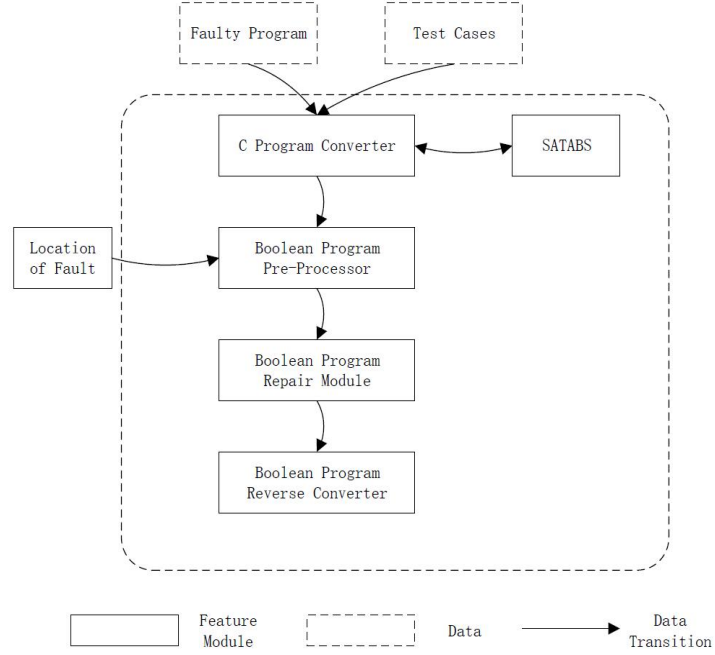 Faulty Program
Test Cases
C Program Converter
SATABS
Location
of Fault
Boolean Program
Pre-Processor
Boolean Program
Repair Module
Boolean Program
Reverse Converter
Feature
Module
Data
Data
Transition